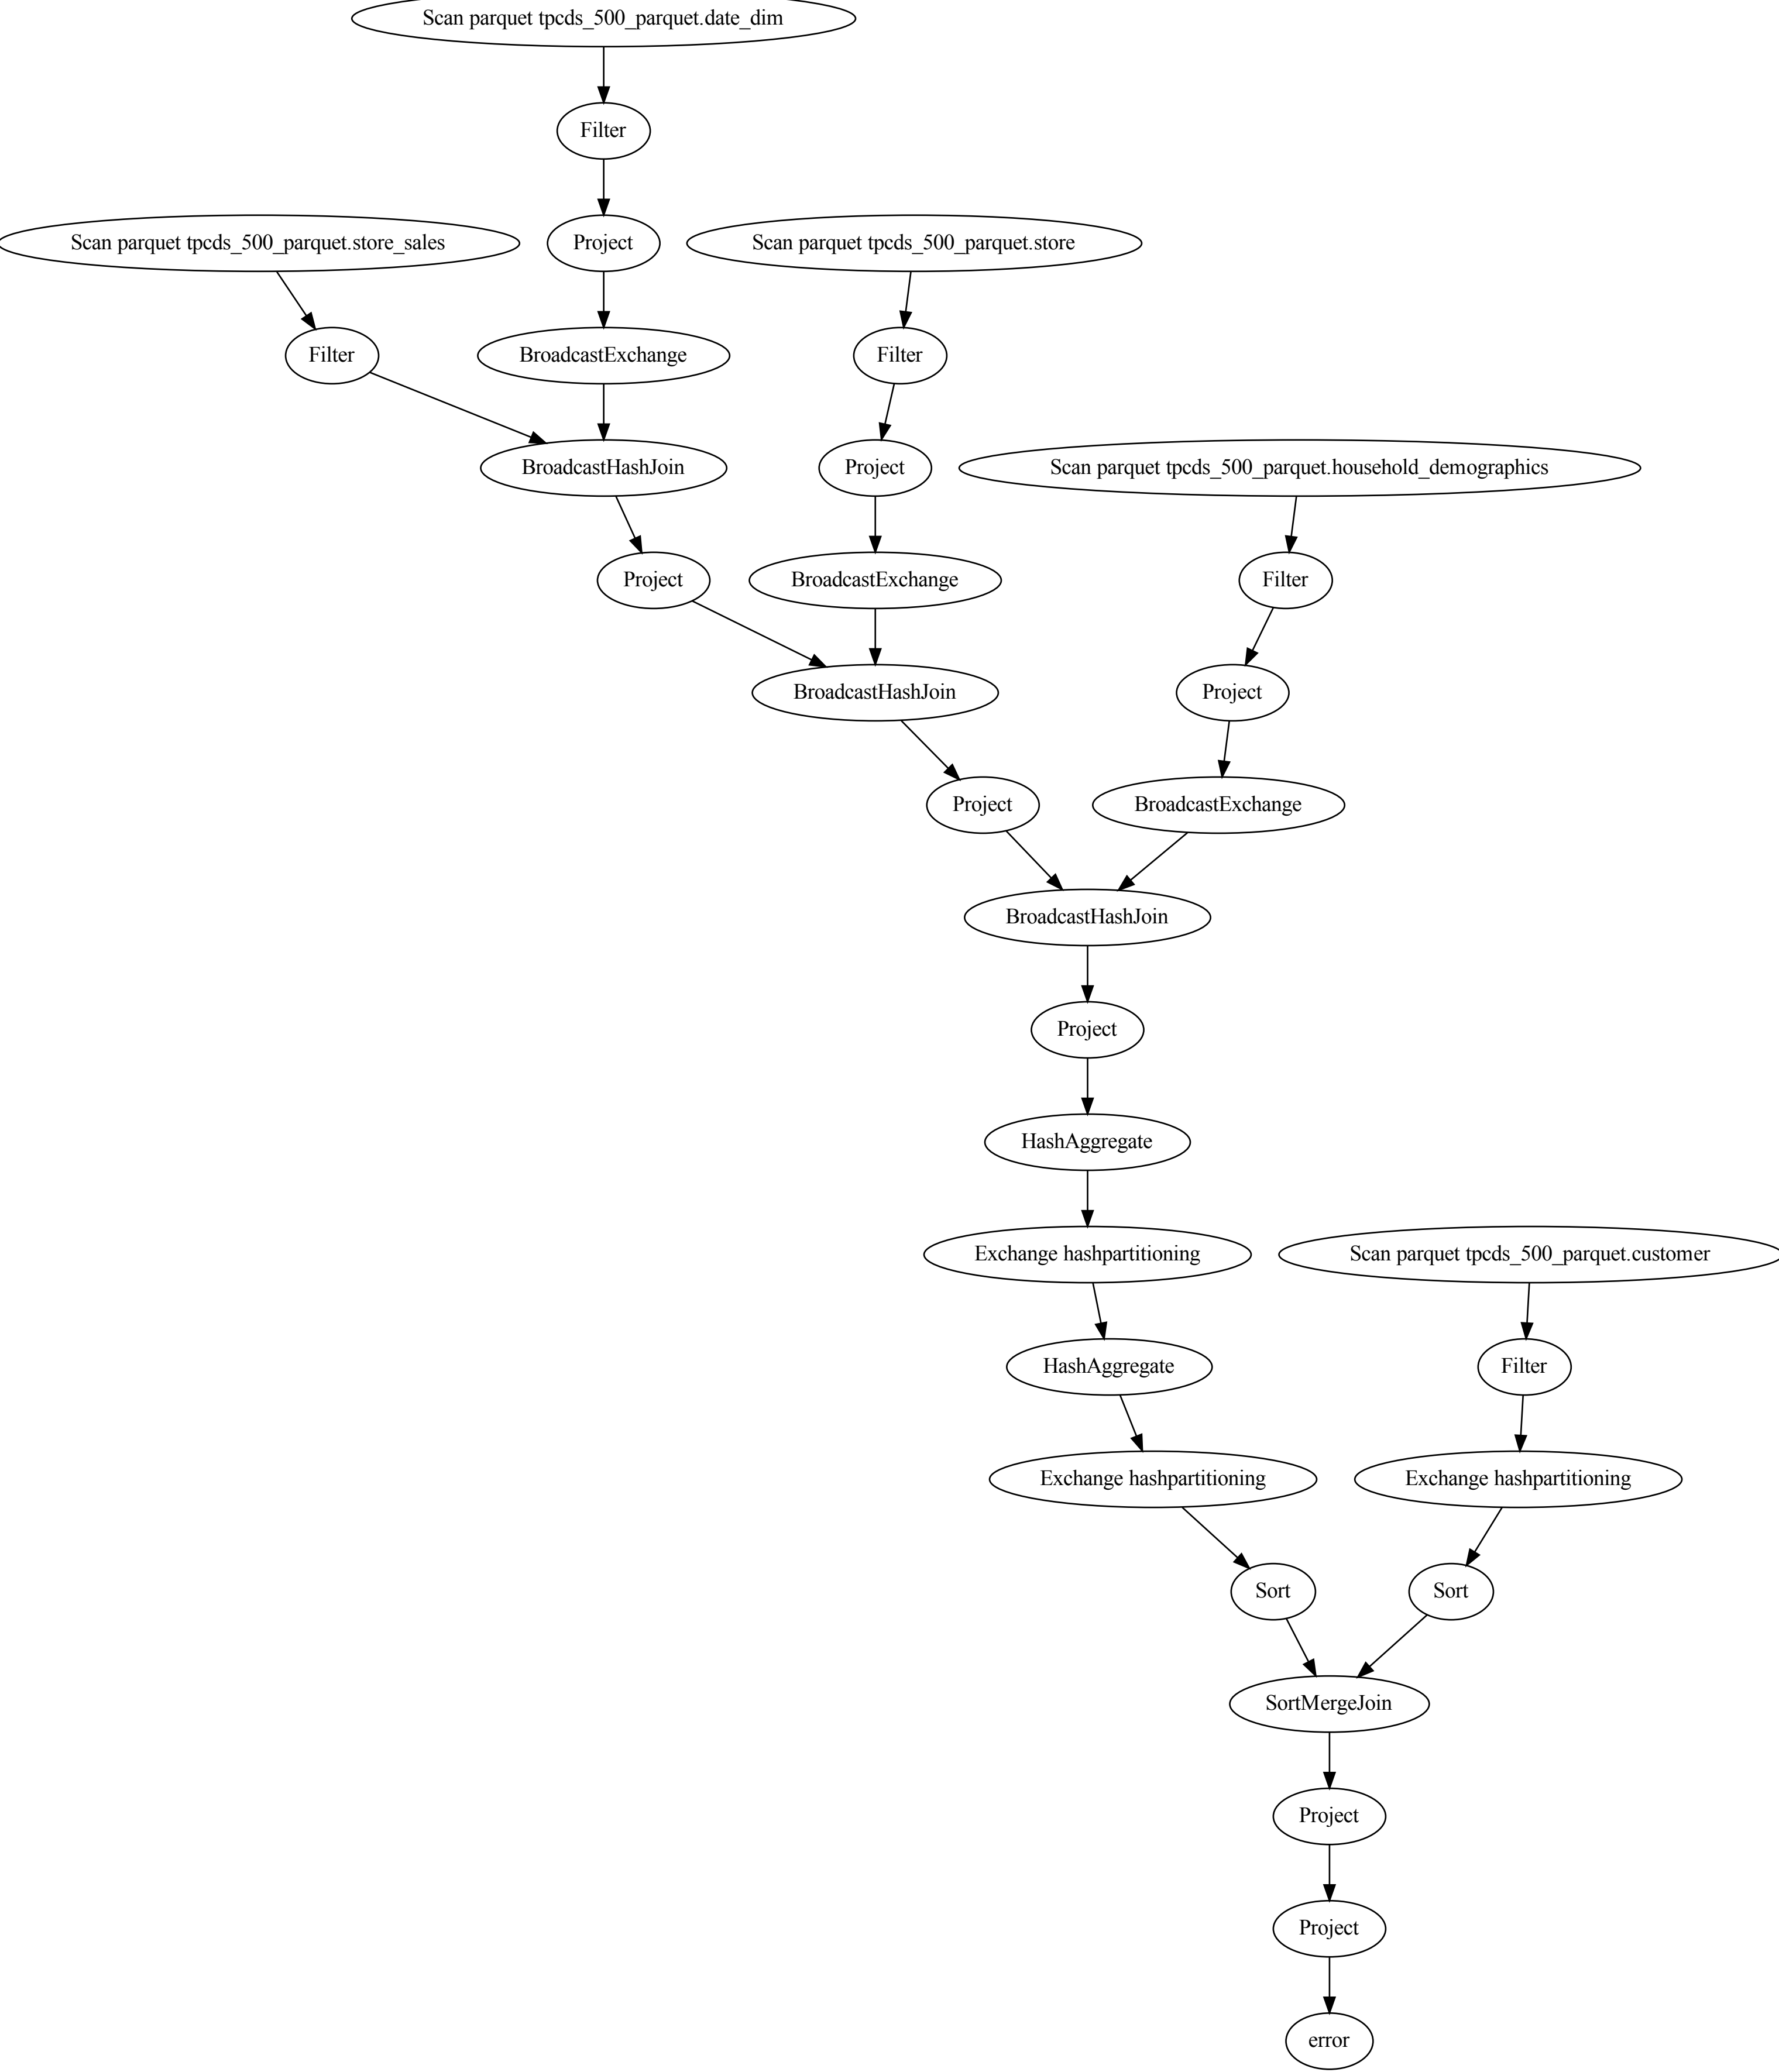 Scan parquet tpcds_500_parquet.date_dim
Filter
Scan parquet tpcds_500_parquet.store_sales
Project
Scan parquet tpcds_500_parquet.store
Filter
BroadcastExchange
Filter
BroadcastHashJoin
Project
Scan parquet tpcds_500_parquet.household_demographics
Project
BroadcastExchange
Filter
BroadcastHashJoin
Project
Project
BroadcastExchange
BroadcastHashJoin
Project
HashAggregate
Exchange hashpartitioning
Scan parquet tpcds_500_parquet.customer
HashAggregate
Filter
Exchange hashpartitioning
Exchange hashpartitioning
Sort
Sort
SortMergeJoin
Project
Project
error